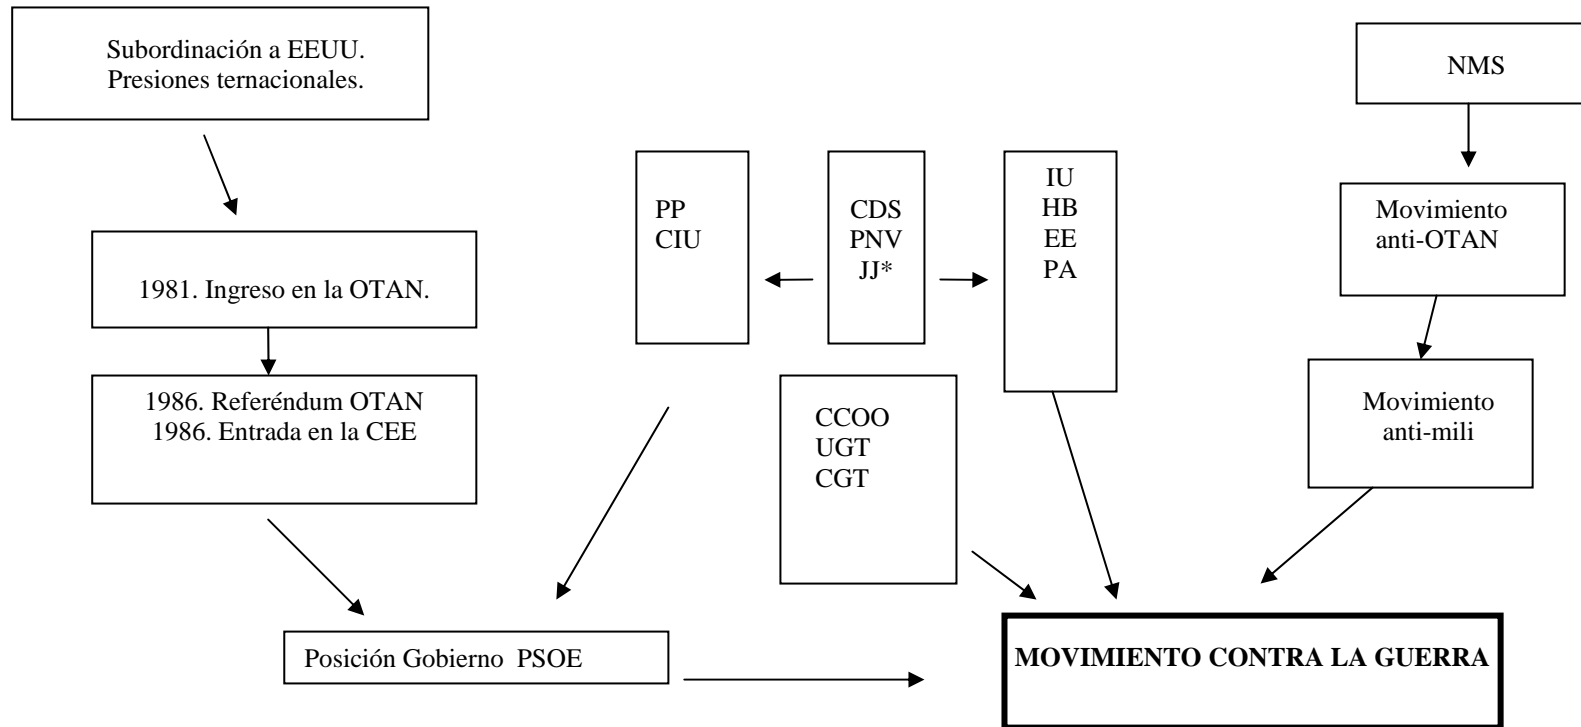 Subordinación a EEUU.
Presiones ternacionales.
NMS
PP
CIU
CDS
PNV
JJ*
IU
HB
EE
PA
Movimiento
anti-OTAN
1981. Ingreso en la OTAN.
1986. Referéndum OTAN
1986. Entrada en la CEE
CCOO
UGT
CGT
Movimiento
anti-mili
Posición Gobierno  PSOE
MOVIMIENTO CONTRA LA GUERRA